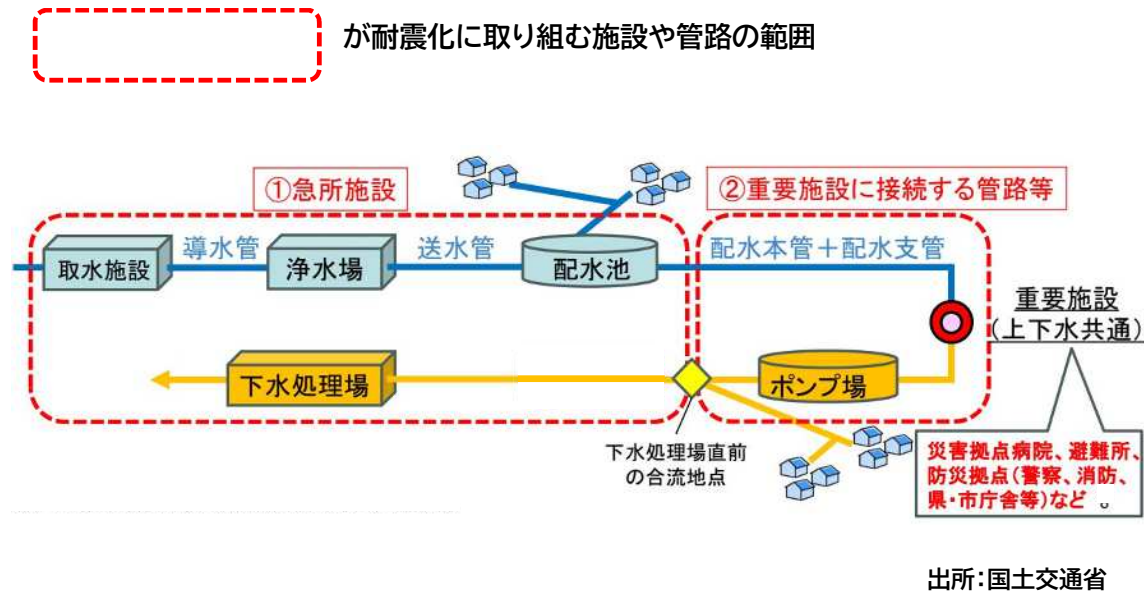 が耐震化に取り組む施設や管路の範囲
①急所施設
②重要施設に接続する管路等
取水施設
導水管
浄水場
送水管
配水池
配水本管＋配水支管
重要施設
(上下水共通)
下水処理場
ポンプ場
下水処理場直前
の合流地点
災害拠点病院、避難所、
防災拠点(警察、消防、
県・市庁舎等)など
出所：国土交通省